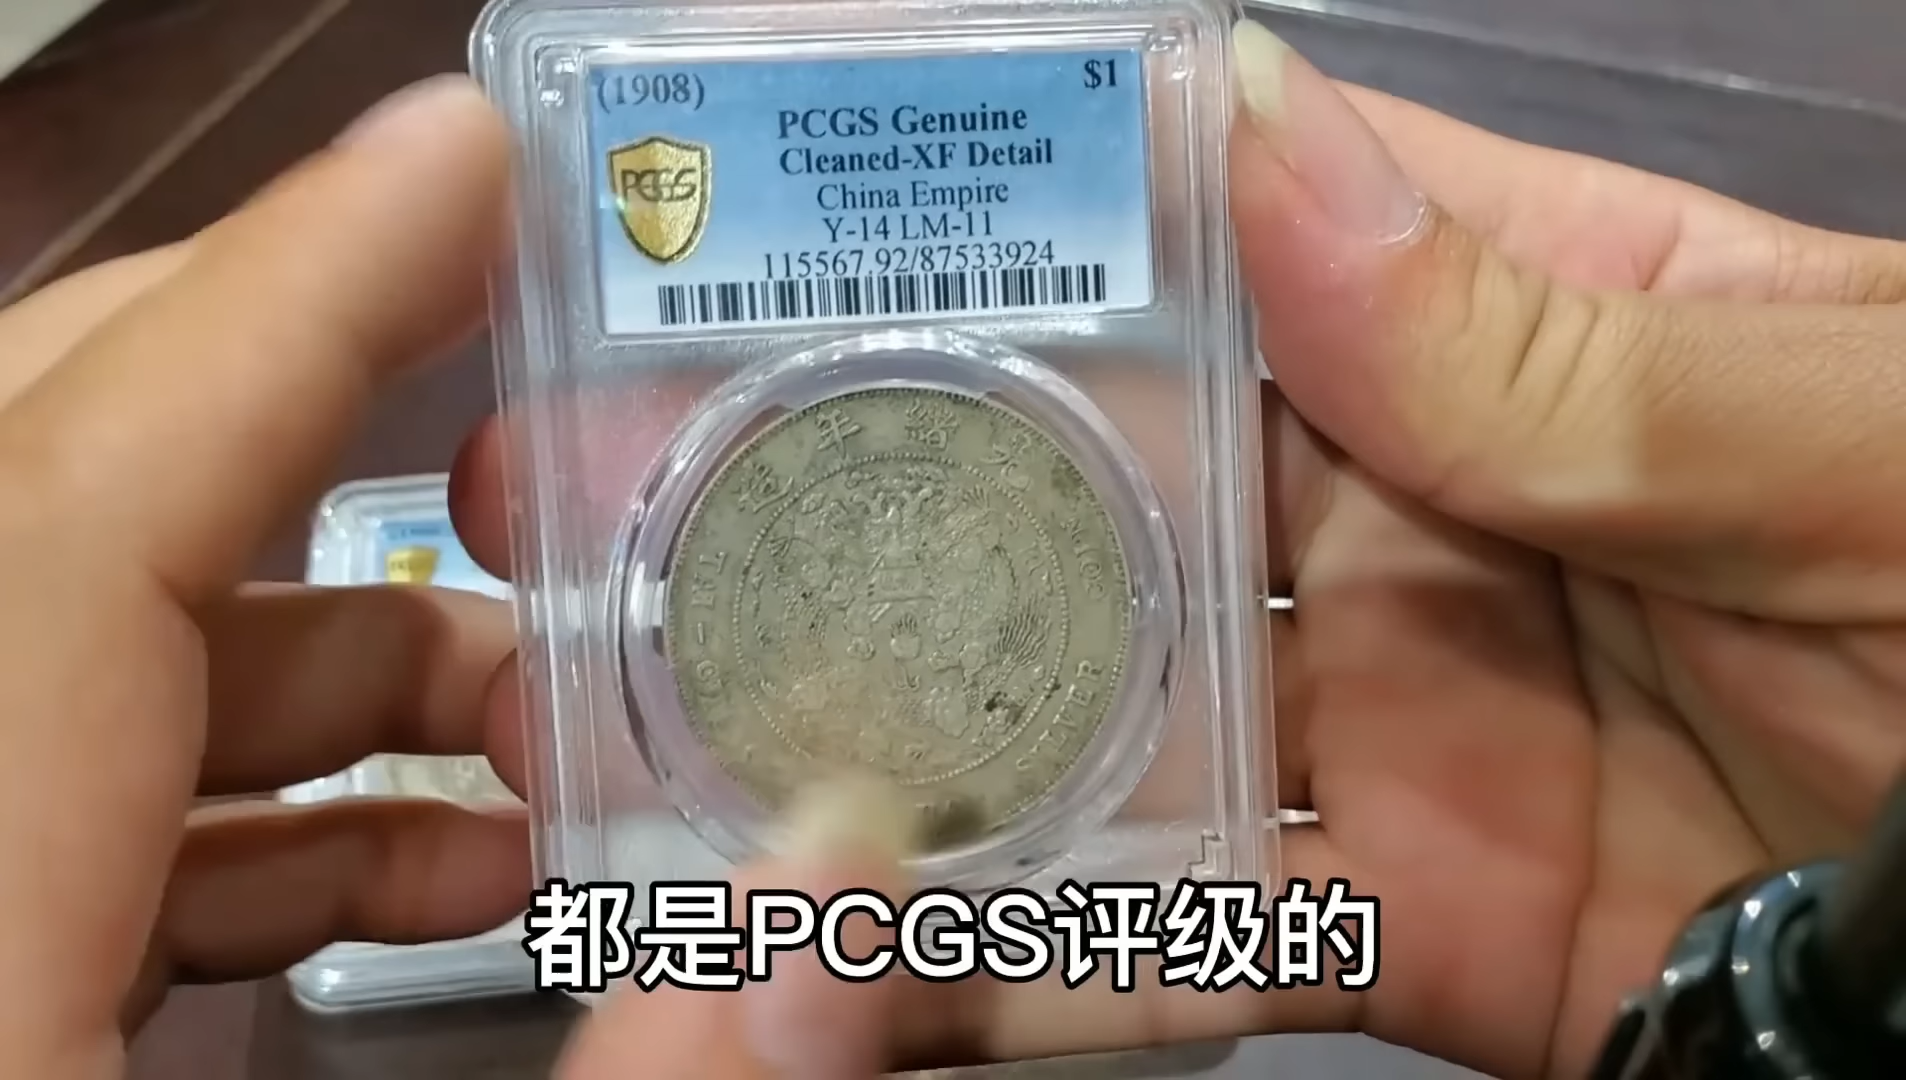 (1908)
$1
PCGS Genuine
Cleaned-XF Detail
China Empire
Y-14 LM-11
115567.92/87533924
PCGS
造年緒光
SILVER
都是PCGS评级的